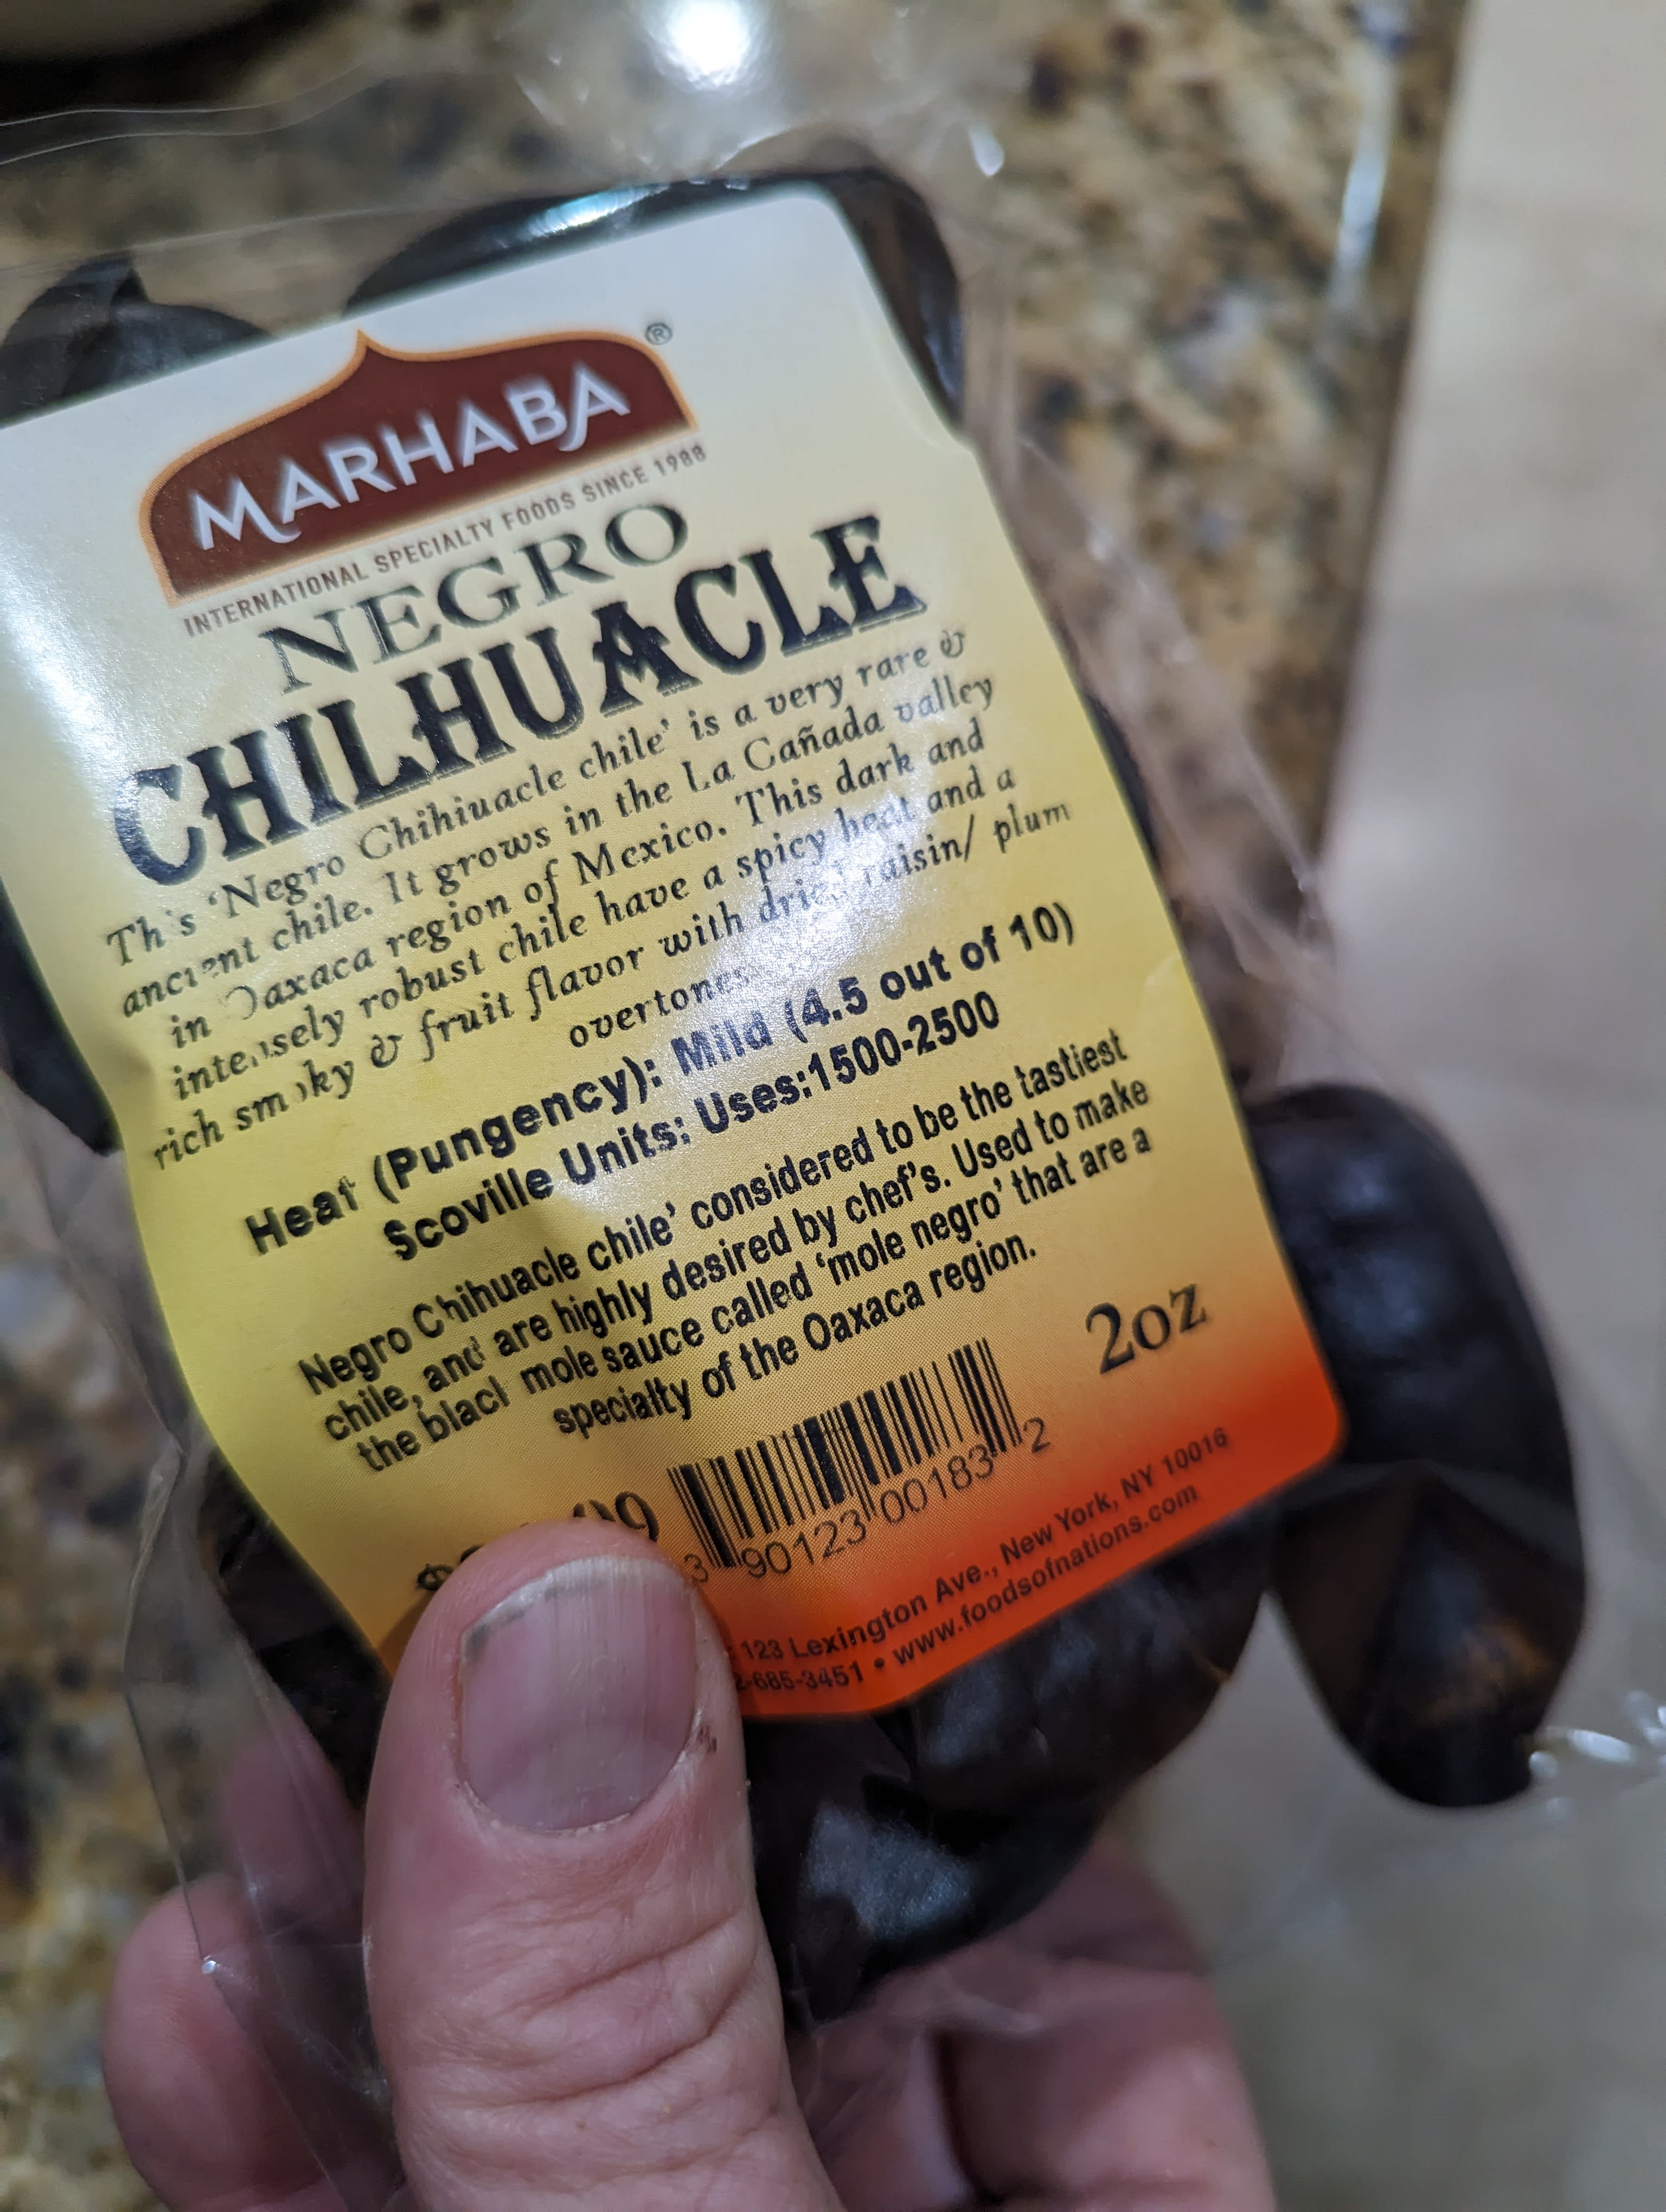 MARHABA ®
INTERNATIONAL SPECIALTY FOODS SINCE 1988
NEGRO
CHILHUACLE
This 'Negro Chihiuacle chile' is a very rare &
ancient chile. It grows in the La Cañada valley
in Oaxaca region of Mexico. This dark and
intensely robust chile have a spicy heat and a
rich smoky & fruit flavor with dried raisin/ plum
overtones
Heat (Pungency): Mild (4.5 out of 10)
Scoville Units: Uses:1500-2500
Negro Chihuacle chile' considered to be the tastiest
chile, and are highly desired by chef's. Used to make
the black mole sauce called 'mole negro' that are a
specialty of the Oaxaca region.
2oz
3 90123 00183 2
123 Lexington Ave., New York, NY 10016
2-685-3451 • www.foodsofnations.com